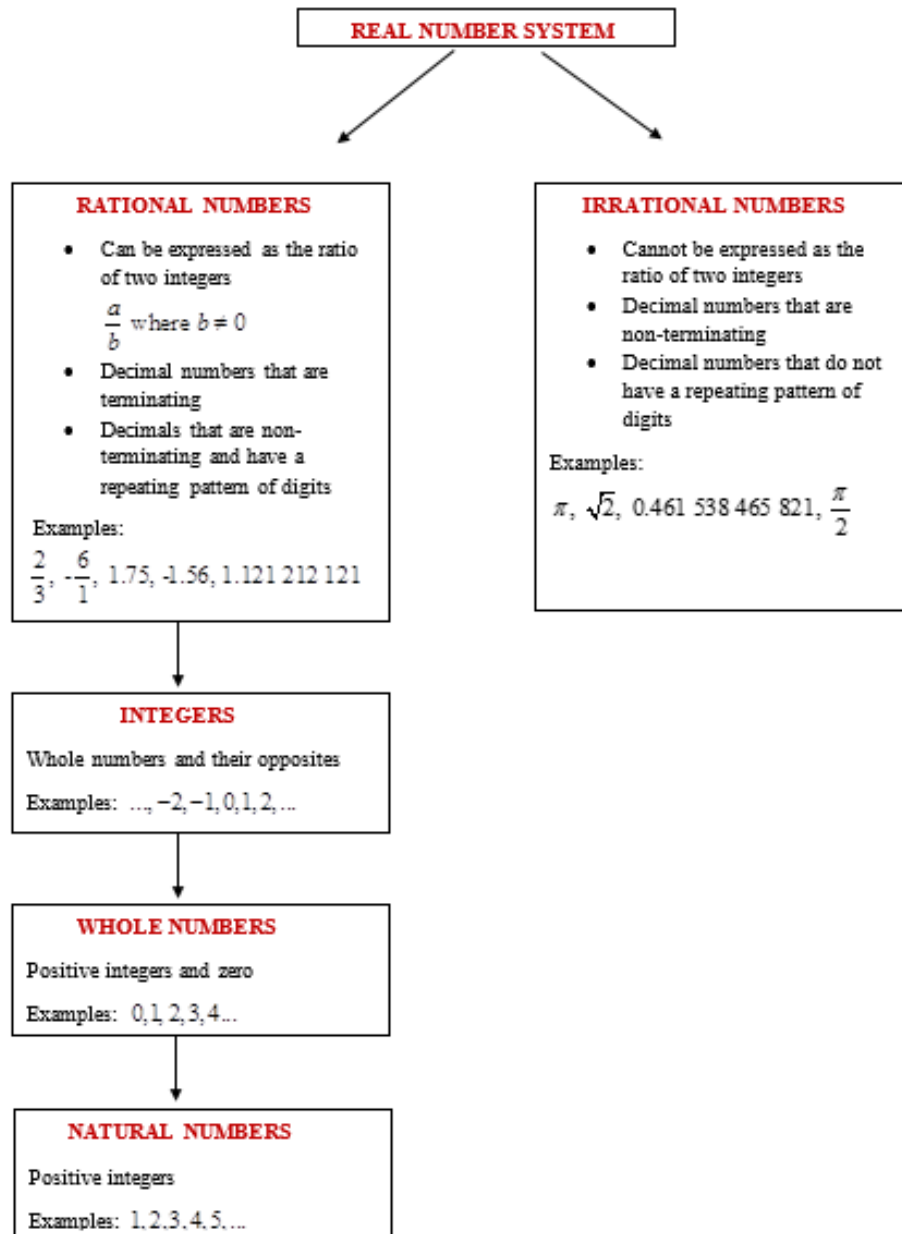 REAL NUMBER SYSTEM
RATIONAL NUMBERS
• Can be expressed as the ratio
of two integers
a/b where b ≠ 0
• Decimal numbers that are
terminating
• Decimals that are non-
terminating and have a
repeating pattern of digits
Examples:
2/3, -6/1, 1.75, -1.56, 1.121 212 121
IRRATIONAL NUMBERS
• Cannot be expressed as the
ratio of two integers
• Decimal numbers that are
non-terminating
• Decimal numbers that do not
have a repeating pattern of
digits
Examples:
π, √2, 0.461 538 465 821, π/2
INTEGERS
Whole numbers and their opposites
Examples: ..., −2, −1, 0, 1, 2, ...
WHOLE NUMBERS
Positive integers and zero
Examples: 0, 1, 2, 3, 4...
NATURAL NUMBERS
Positive integers
Examples: 1, 2, 3, 4, 5, ...